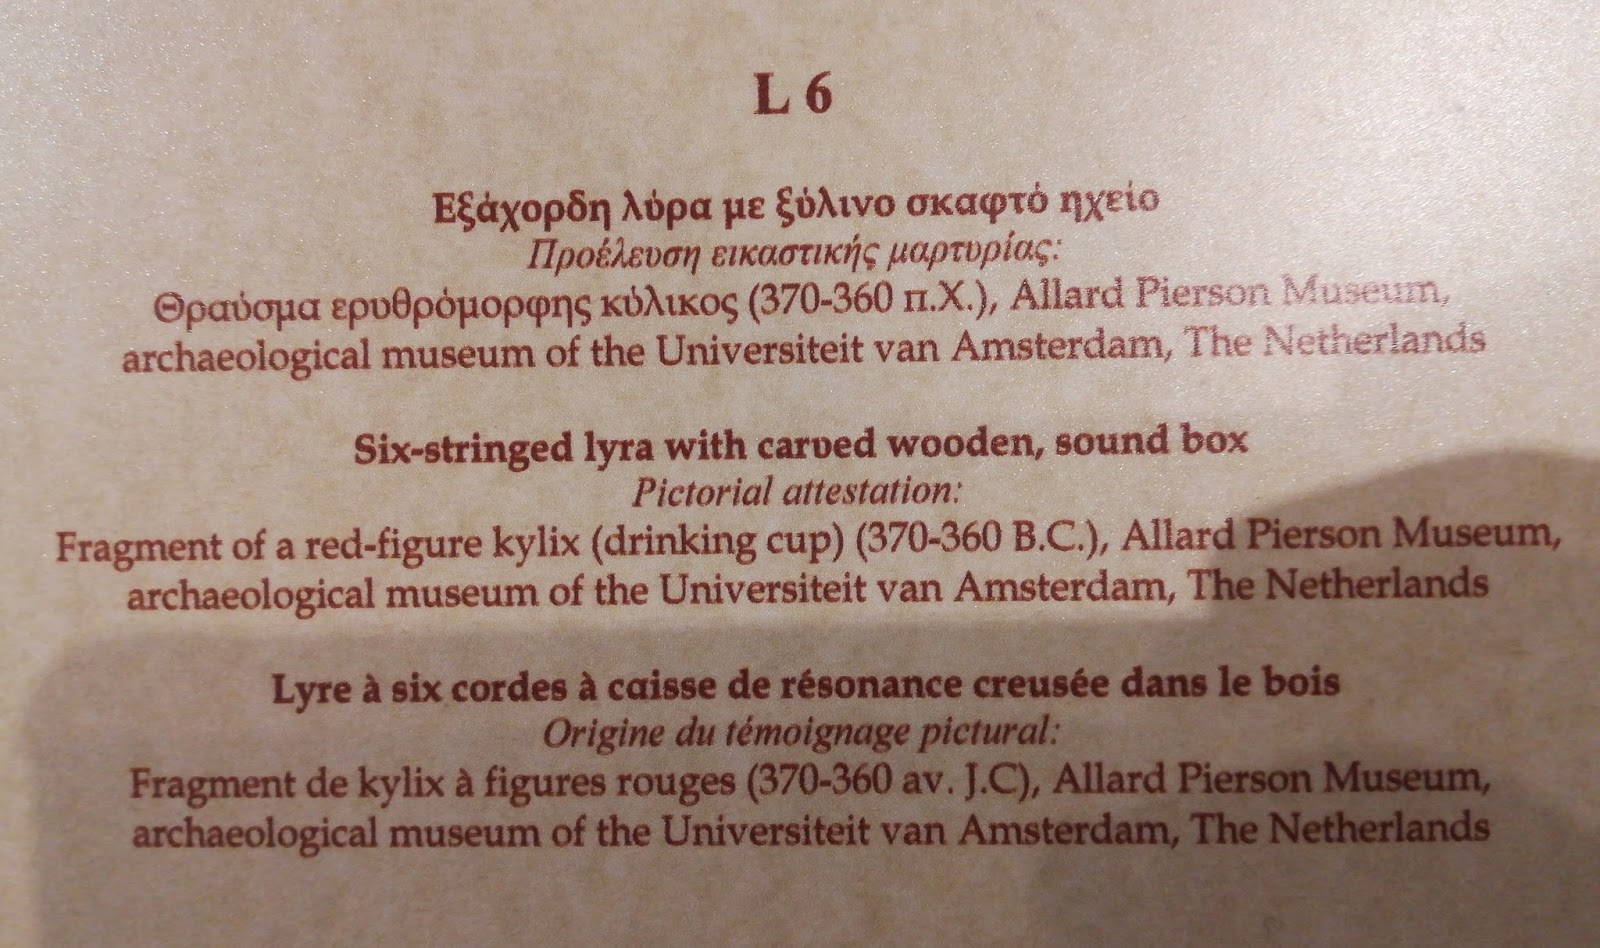 L 6
Εξάχορδη λύρα με ξύλινο σκαφτό ηχείο
Προέλευση εικαστικής μαρτυρίας:
Θραύσμα ερυθρόμορφης κύλικος (370-360 π.Χ.), Allard Pierson Museum,
archaeological museum of the Universiteit van Amsterdam, The Netherlands
Six-stringed lyra with carved wooden, sound box
Pictorial attestation:
Fragment of a red-figure kylix (drinking cup) (370-360 B.C.), Allard Pierson Museum,
archaeological museum of the Universiteit van Amsterdam, The Netherlands
Lyre à six cordes à caisse de résonance creusée dans le bois
Origine du témoignage pictural:
Fragment de kylix à figures rouges (370-360 av. J.C), Allard Pierson Museum,
archaeological museum of the Universiteit van Amsterdam, The Netherlands